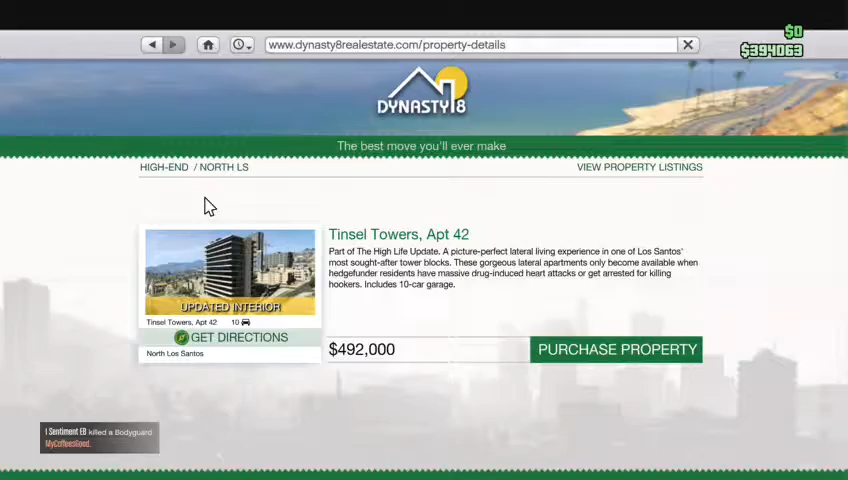 www.dynasty8realestate.com/property-details
$0
$394063
DYNASTY8
The best move you'll ever make
HIGH-END / NORTH LS
VIEW PROPERTY LISTINGS
Tinsel Towers, Apt 42
Part of The High Life Update. A picture-perfect lateral living experience in one of Los Santos'
most sought-after tower blocks. These gorgeous lateral apartments only become available when
hedgefunder residents have massive drug-induced heart attacks or get arrested for killing
hookers. Includes 10-car garage.
UPDATED INTERIOR
Tinsel Towers, Apt 42 10
GET DIRECTIONS
North Los Santos
$492,000
PURCHASE PROPERTY
I Sentiment EB killed a Bodyguard
MyCoffeesGood.